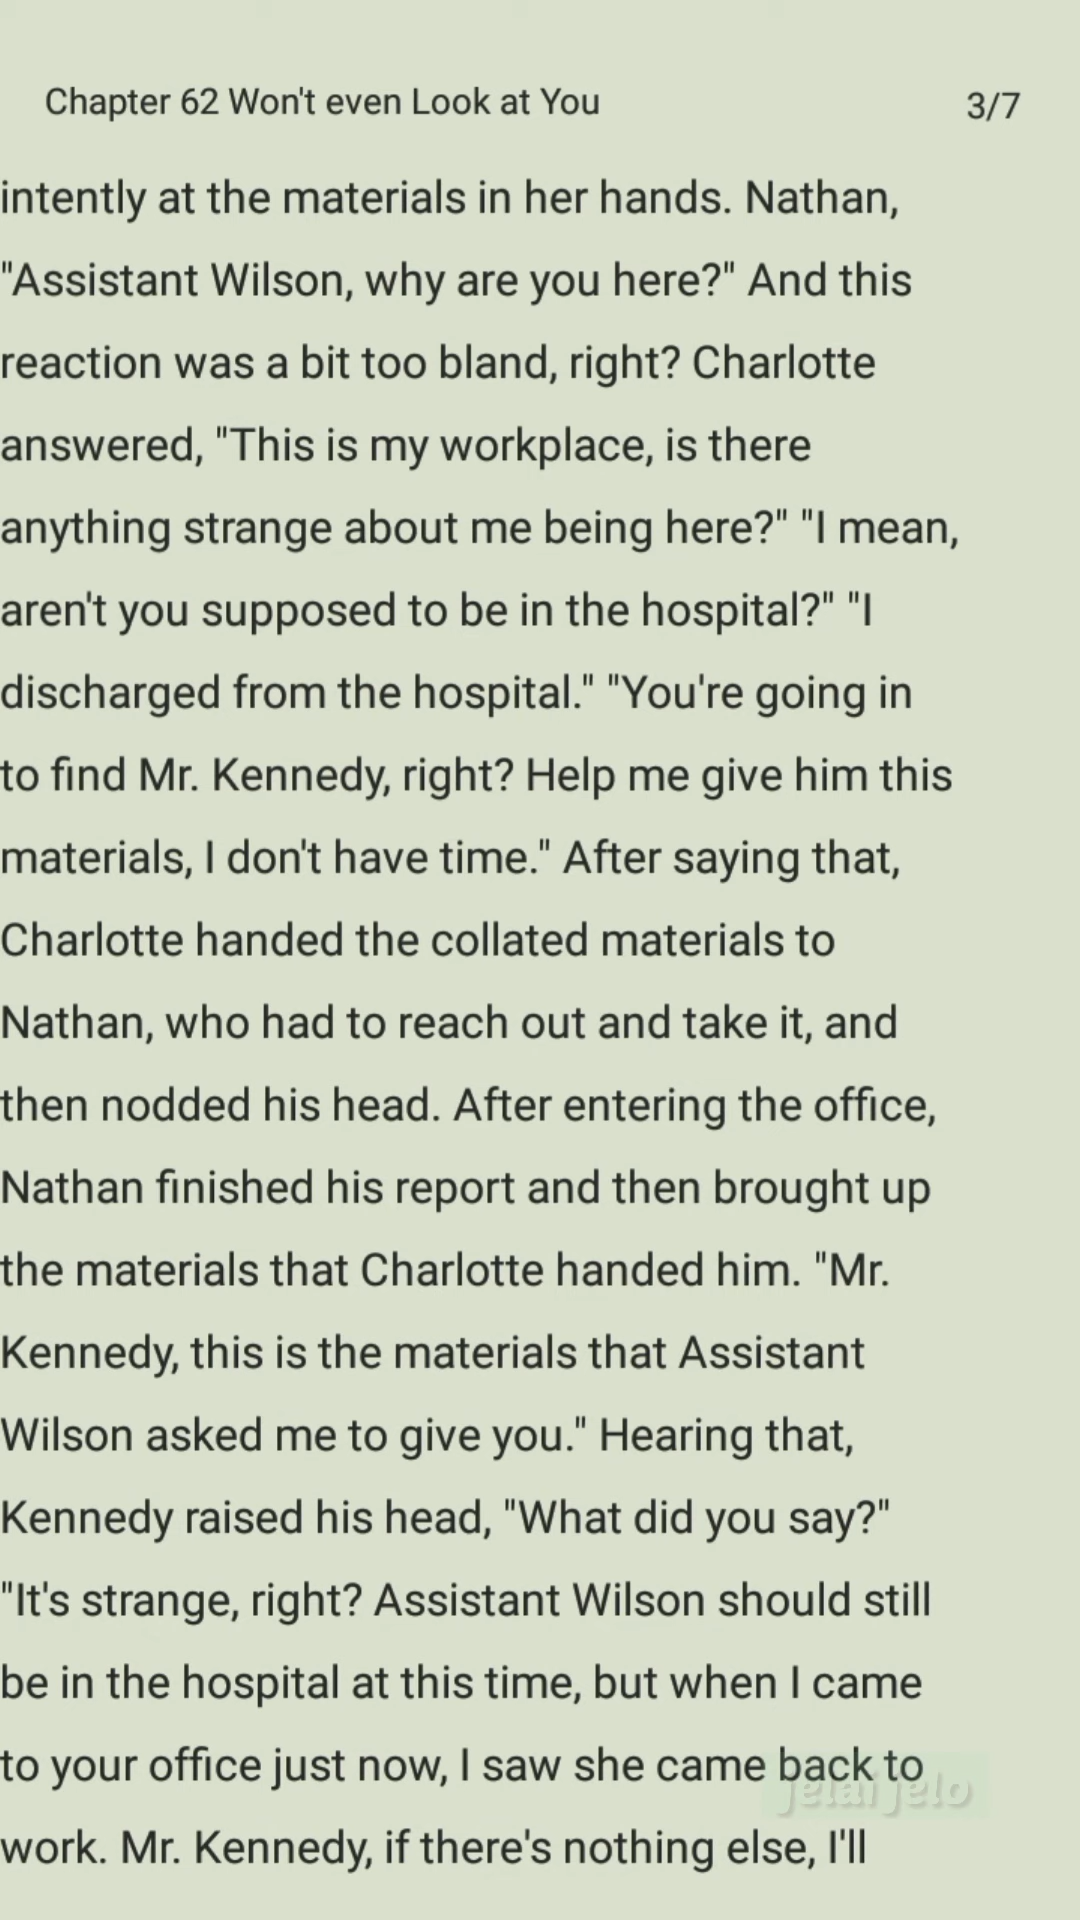 Chapter 62 Won't even Look at You
3/7
intently at the materials in her hands. Nathan,
"Assistant Wilson, why are you here?" And this
reaction was a bit too bland, right? Charlotte
answered, "This is my workplace, is there
anything strange about me being here?" "I mean,
aren't you supposed to be in the hospital?" "I
discharged from the hospital." "You're going in
to find Mr. Kennedy, right? Help me give him this
materials, I don't have time." After saying that,
Charlotte handed the collated materials to
Nathan, who had to reach out and take it, and
then nodded his head. After entering the office,
Nathan finished his report and then brought up
the materials that Charlotte handed him. "Mr.
Kennedy, this is the materials that Assistant
Wilson asked me to give you." Hearing that,
Kennedy raised his head, "What did you say?"
"It's strange, right? Assistant Wilson should still
be in the hospital at this time, but when I came
to your office just now, I saw she came back to
jelai jelo
work. Mr. Kennedy, if there's nothing else, I'll